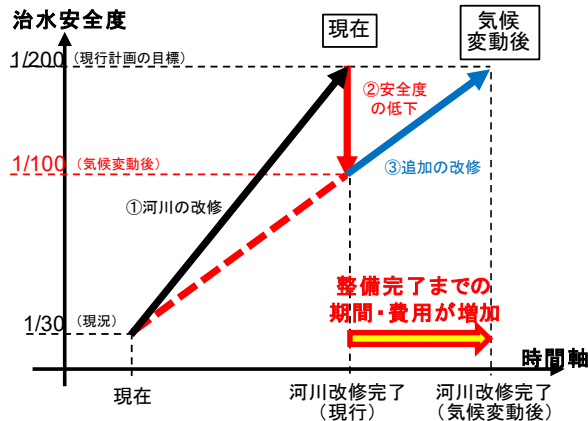 治水安全度
現在
気候
変動後
1/200（現行計画の目標）
②安全度
の低下
1/100（気候変動後）
③追加の改修
①河川の改修
整備完了までの
期間・費用が増加
1/30（現況）
時間軸
現在
河川改修完了
（現行）
河川改修完了
（気候変動後）